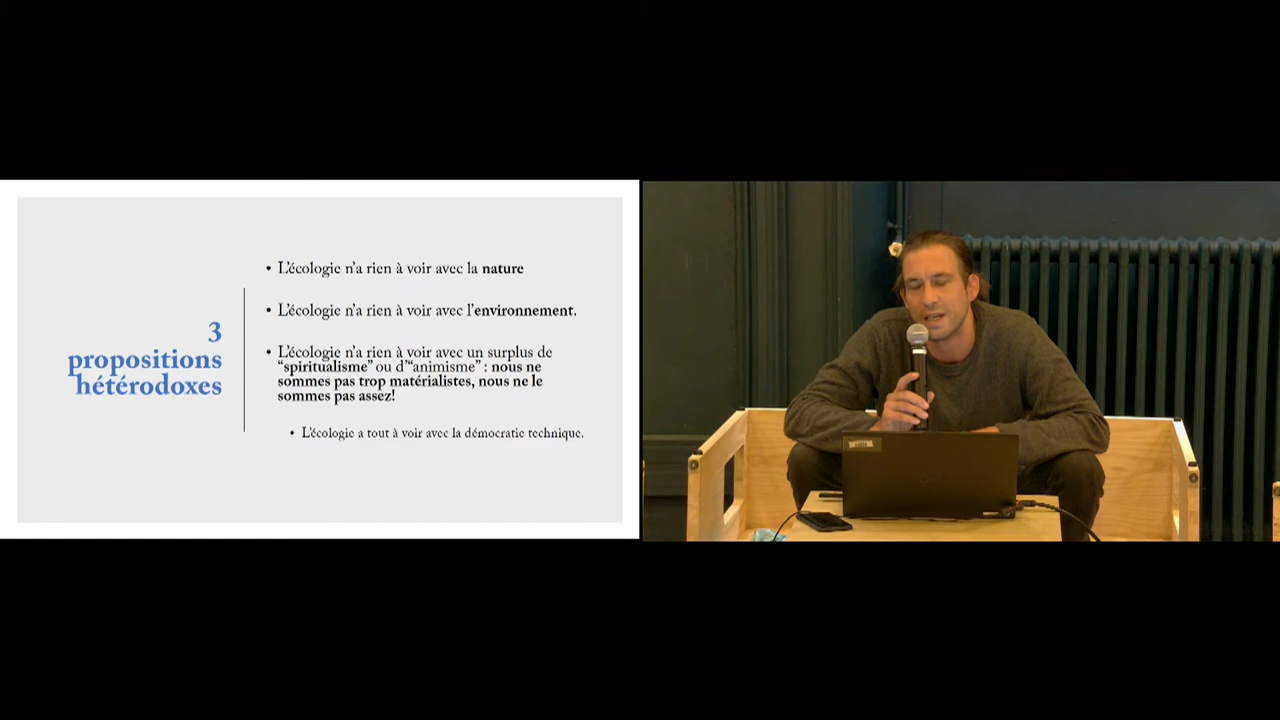 3
propositions
hétérodoxes
• L'écologie n'a rien à voir avec la nature
• L'écologie n'a rien à voir avec l'environnement.
• L'écologie n'a rien à voir avec un surplus de
“spiritualisme” ou d'“animisme” : nous ne
sommes pas trop matérialistes, nous ne le
sommes pas assez!
• L'écologie a tout à voir avec la démocratie technique.